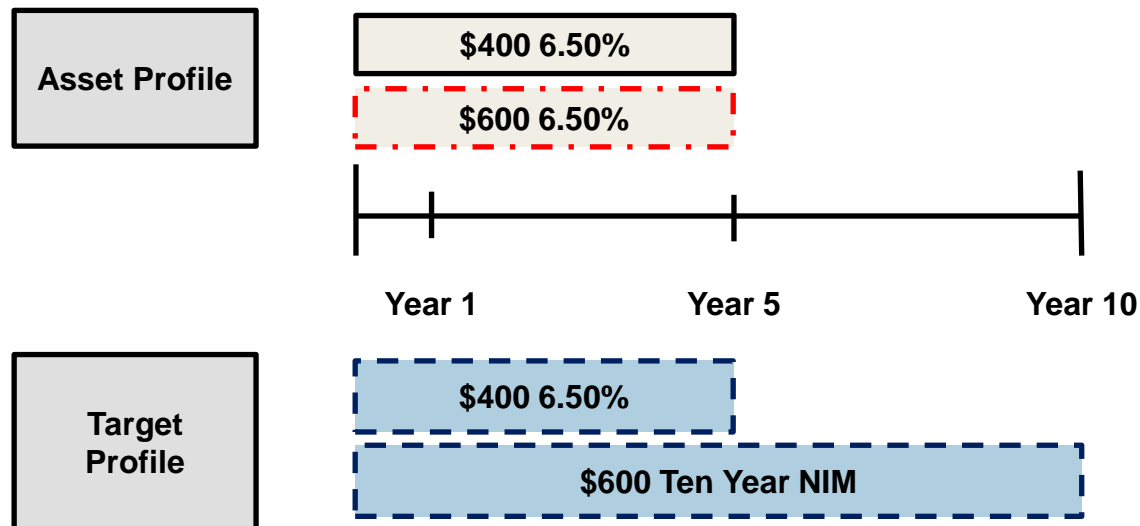 Asset Profile
$400 6.50%
$600 6.50%
Year 1
Year 5
Year 10
Target
Profile
$400 6.50%
$600 Ten Year NIM